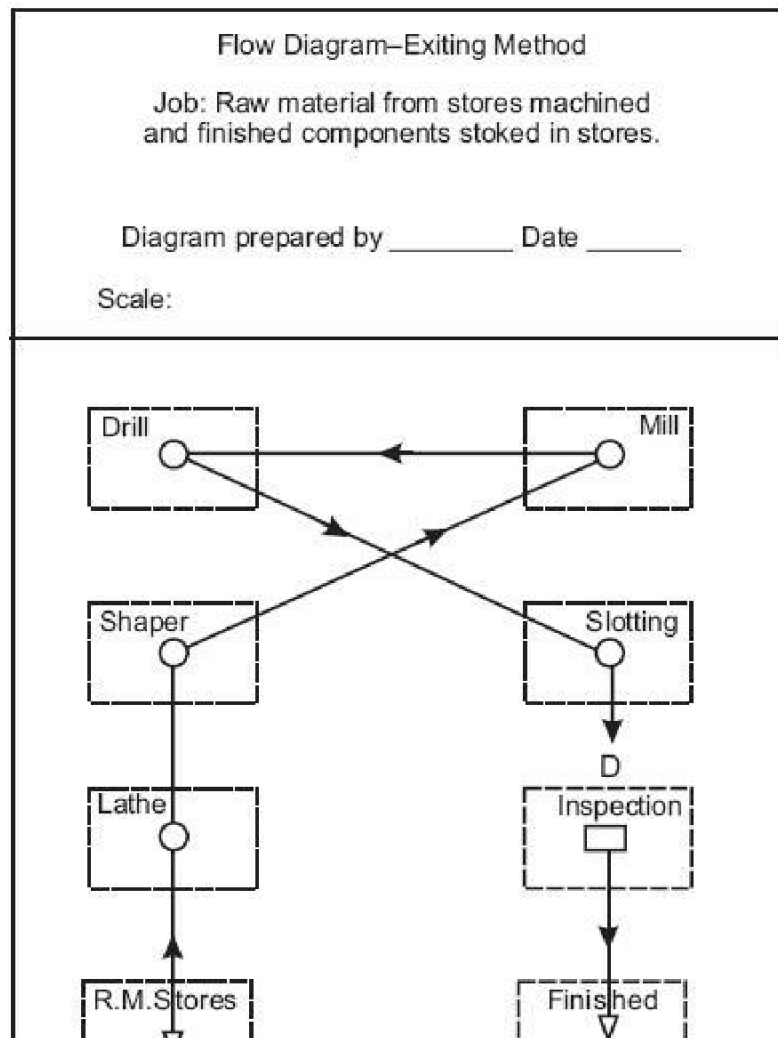 Flow Diagram–Exiting Method
Job: Raw material from stores machined
and finished components stoked in stores.
Diagram prepared by ________ Date ______
Scale:
Drill
Mill
Shaper
Slotting
D
Lathe
Inspection
R.M.Stores
Finished